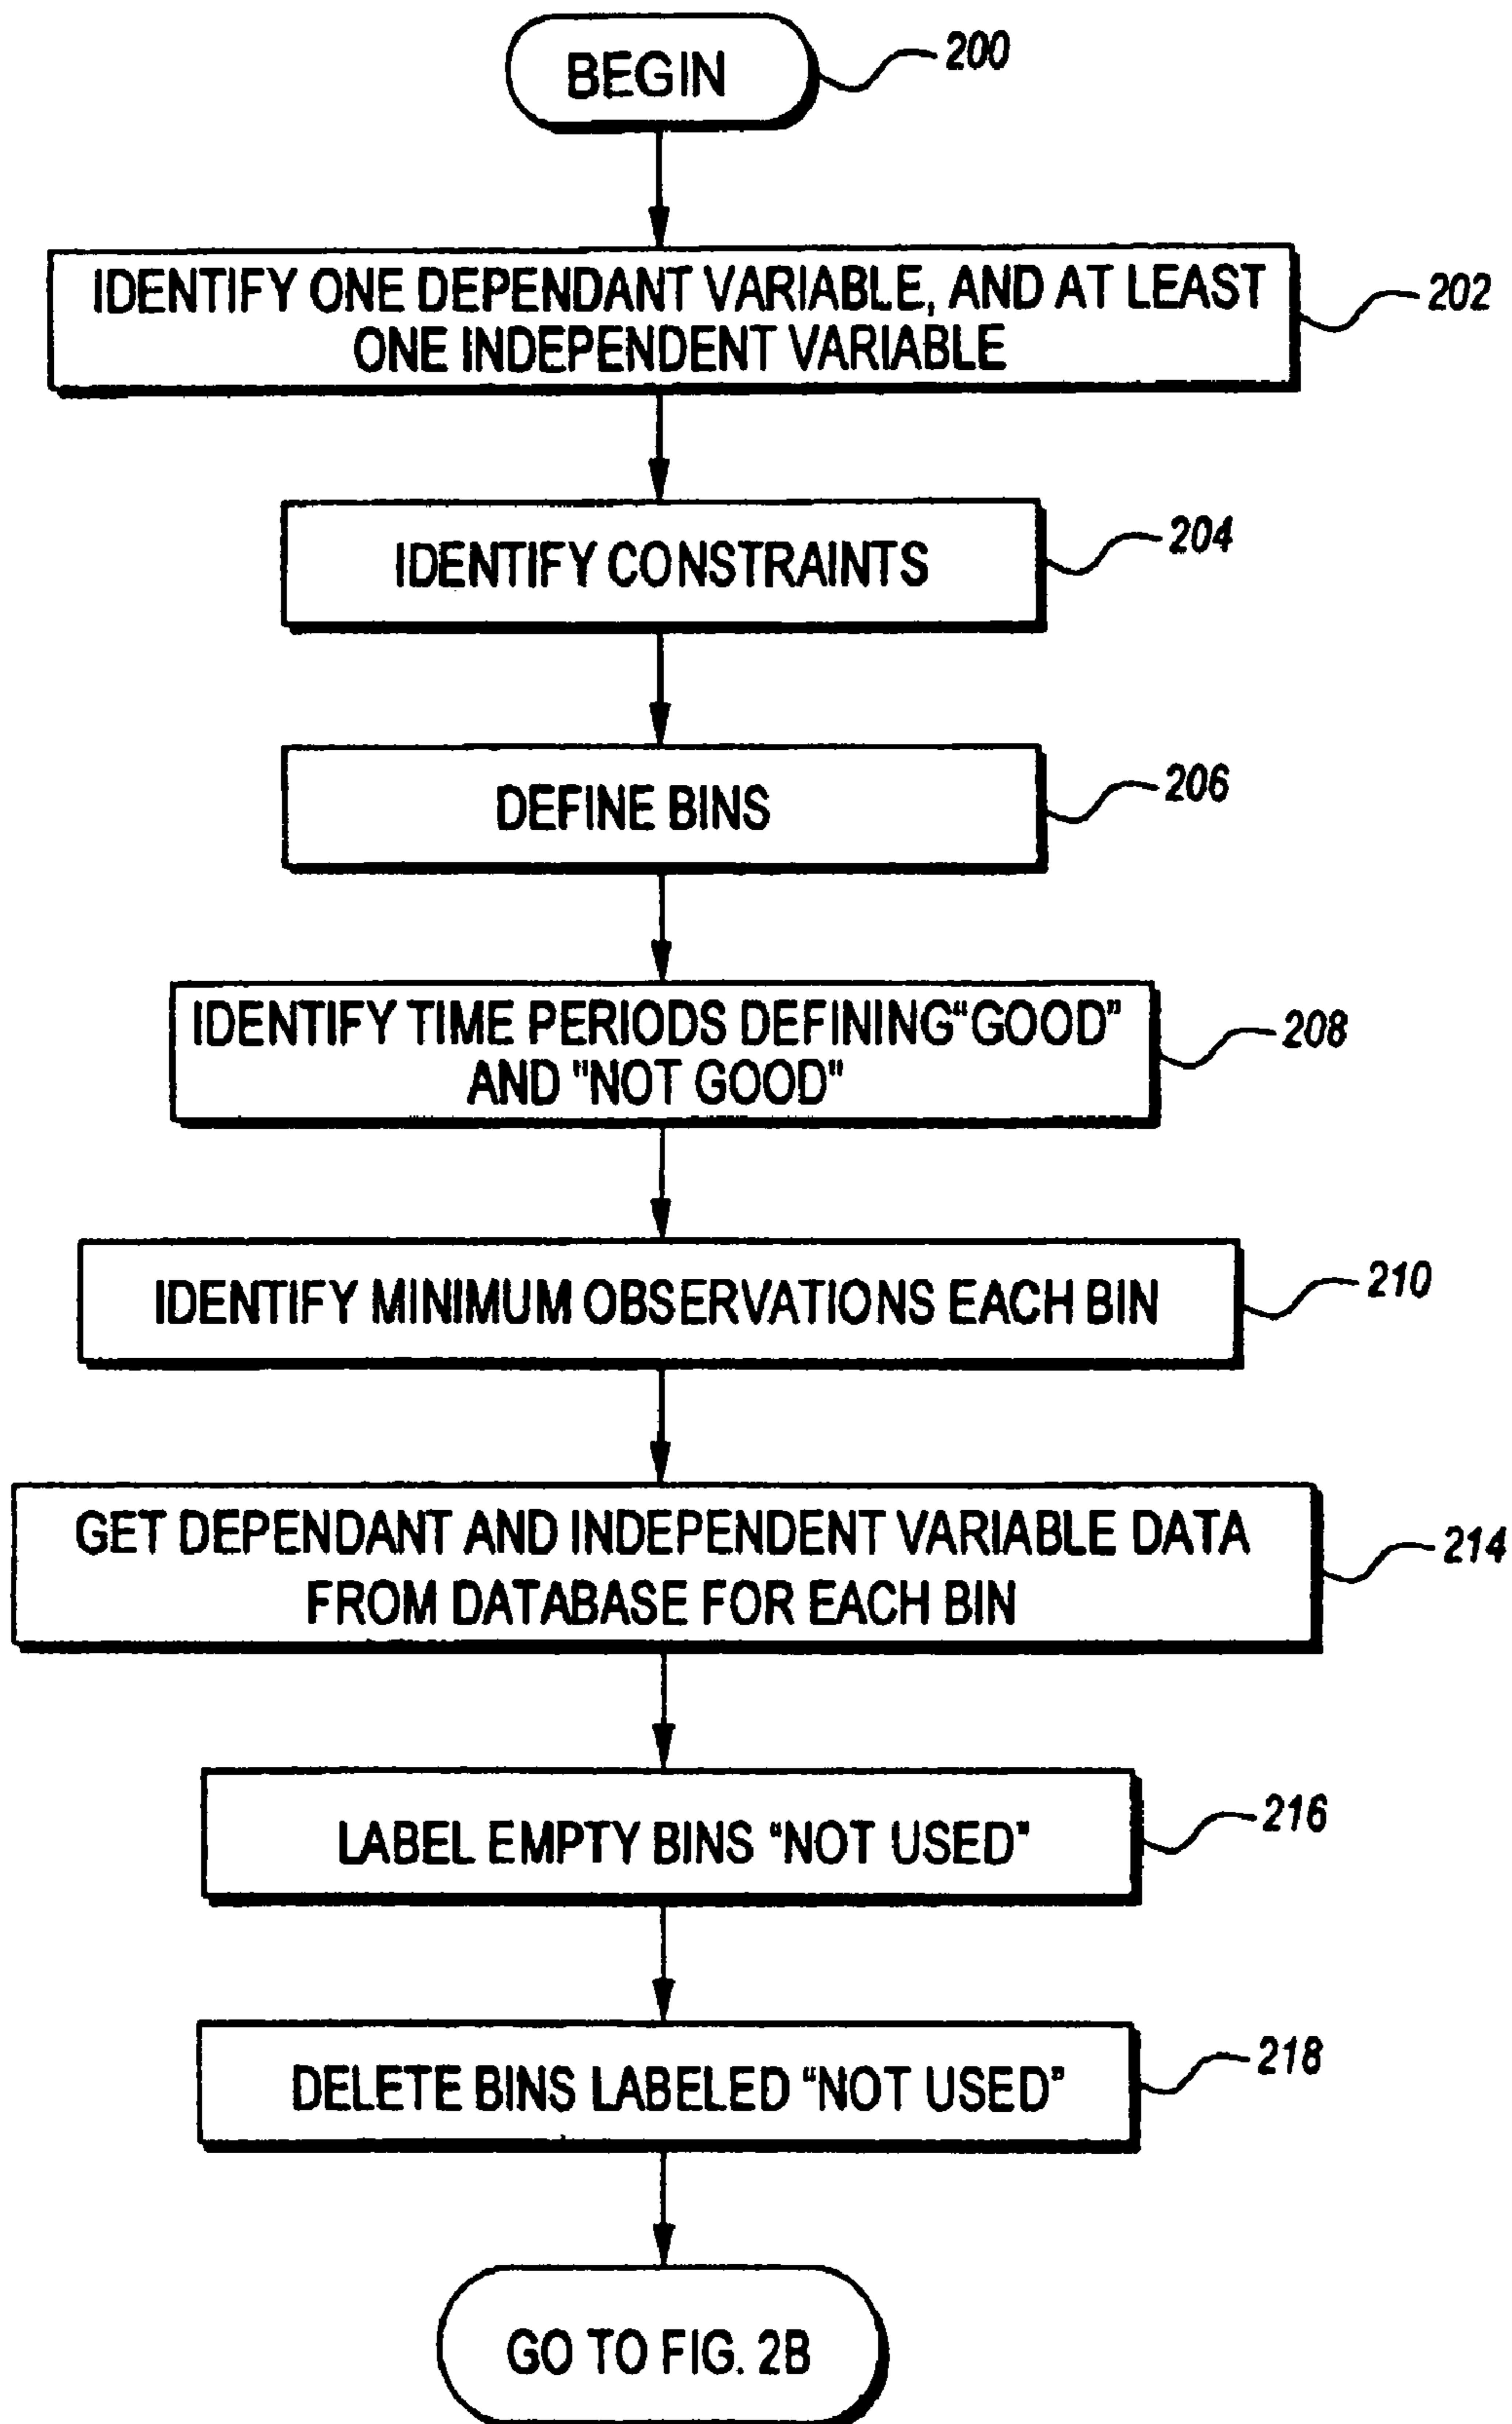 BEGIN
200
IDENTIFY ONE DEPENDANT VARIABLE, AND AT LEAST
ONE INDEPENDENT VARIABLE
202
IDENTIFY CONSTRAINTS
204
DEFINE BINS
206
IDENTIFY TIME PERIODS DEFINING“GOOD”
AND "NOT GOOD"
208
IDENTIFY MINIMUM OBSERVATIONS EACH BIN
210
GET DEPENDANT AND INDEPENDENT VARIABLE DATA
FROM DATABASE FOR EACH BIN
214
LABEL EMPTY BINS “NOT USED”
216
DELETE BINS LABELED “NOT USED”
218
GO TO FIG. 2B